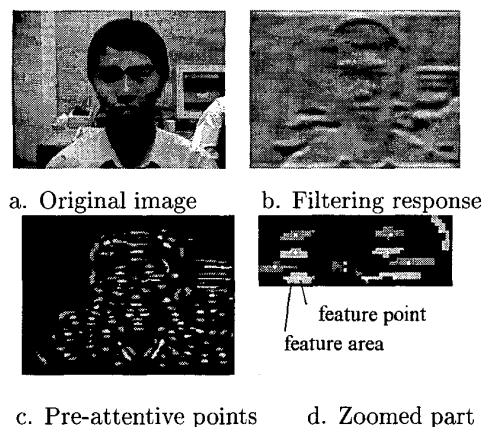 a. Original image
b. Filtering response
feature point
feature area
c. Pre-attentive points
d. Zoomed part